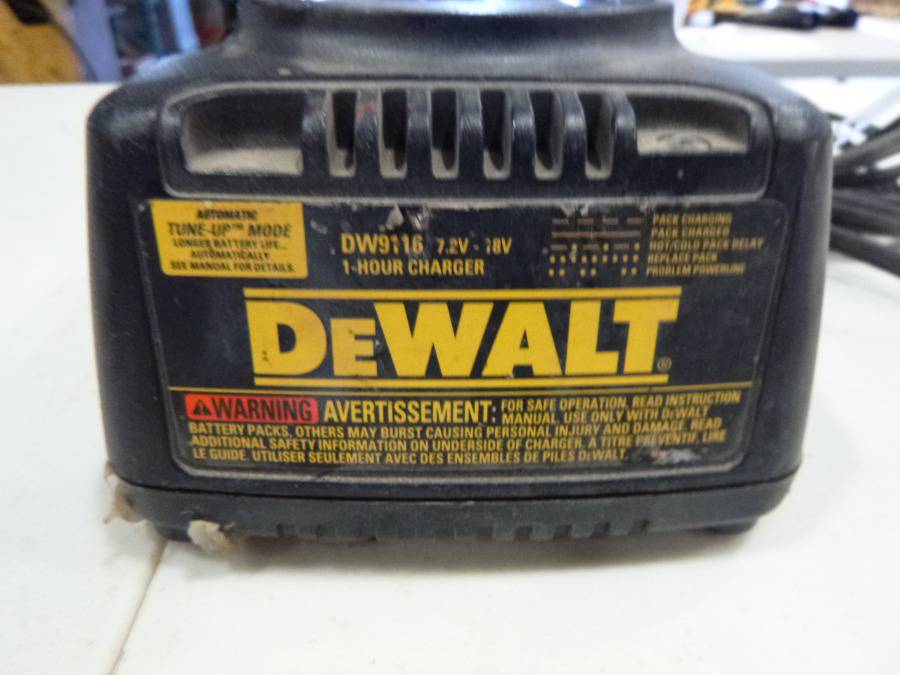 AUTOMATIC
TUNE-UP™ MODE
LONGER BATTERY LIFE...
AUTOMATICALLY
SEE MANUAL FOR DETAILS.
DW9116 7.2V - 18V
1-HOUR CHARGER
PACK CHARGING
PACK CHARGED
HOT/COLD PACK DELAY
REPLACE PACK
PROBLEM POWERLINE
DEWALT®
WARNING AVERTISSEMENT: FOR SAFE OPERATION, READ INSTRUCTION
MANUAL, USE ONLY WITH DEWALT
BATTERY PACKS, OTHERS MAY BURST CAUSING PERSONAL INJURY AND DAMAGE. READ
ADDITIONAL SAFETY INFORMATION ON UNDERSIDE OF CHARGER. A TITRE PREVENTIF, LIRE
LE GUIDE. UTILISER SEULEMENT AVEC DES ENSEMBLES DE PILES DEWALT.